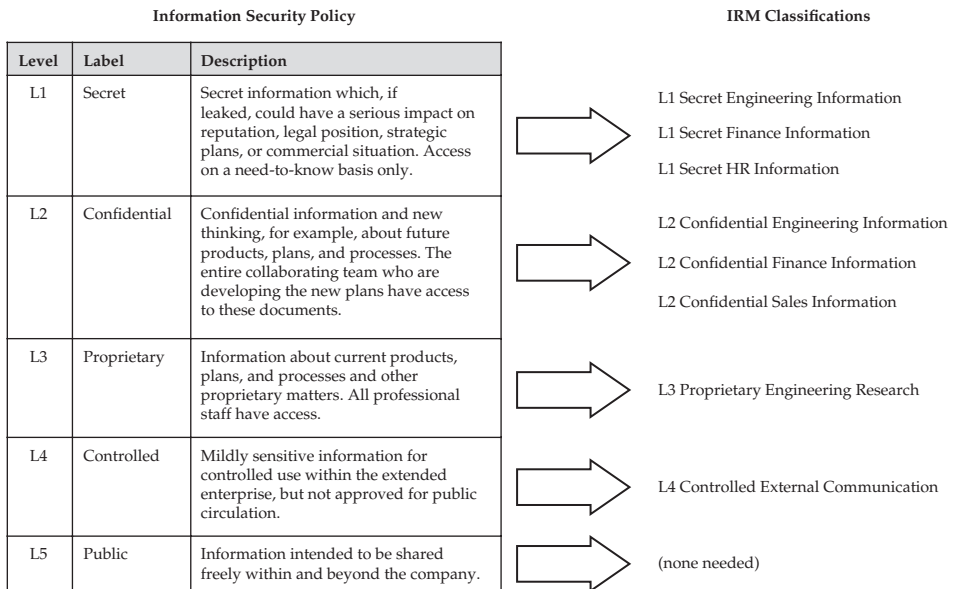 Information Security Policy
IRM Classifications
Level Label Description
L1 Secret Secret information which, if
leaked, could have a serious impact on
reputation, legal position, strategic
plans, or commercial situation. Access
on a need-to-know basis only.
L1 Secret Engineering Information
L1 Secret Finance Information
L1 Secret HR Information
L2 Confidential Confidential information and new
thinking, for example, about future
products, plans, and processes. The
entire collaborating team who are
developing the new plans have access
to these documents.
L2 Confidential Engineering Information
L2 Confidential Finance Information
L2 Confidential Sales Information
L3 Proprietary Information about current products,
plans, and processes and other
proprietary matters. All professional
staff have access.
L3 Proprietary Engineering Research
L4 Controlled Mildly sensitive information for
controlled use within the extended
enterprise, but not approved for public
circulation.
L4 Controlled External Communication
L5 Public Information intended to be shared
freely within and beyond the company.
(none needed)